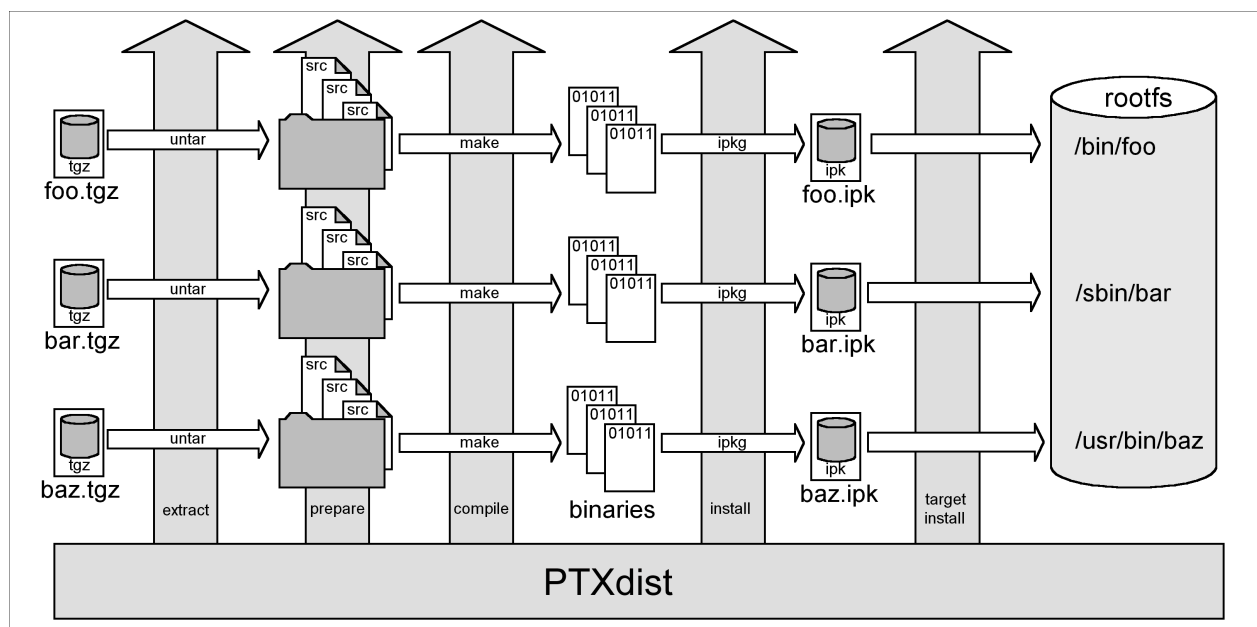 src
src
src
01011
01011
01011
rootfs
tgz
untar
make
ipkg
ipk
/bin/foo
foo.tgz
foo.ipk
src
src
src
01011
01011
01011
tgz
untar
make
ipkg
ipk
/sbin/bar
bar.tgz
bar.ipk
src
src
src
01011
01011
01011
tgz
untar
make
ipkg
ipk
/usr/bin/baz
baz.tgz
baz.ipk
extract
prepare
compile
binaries
install
target
install
PTXdist